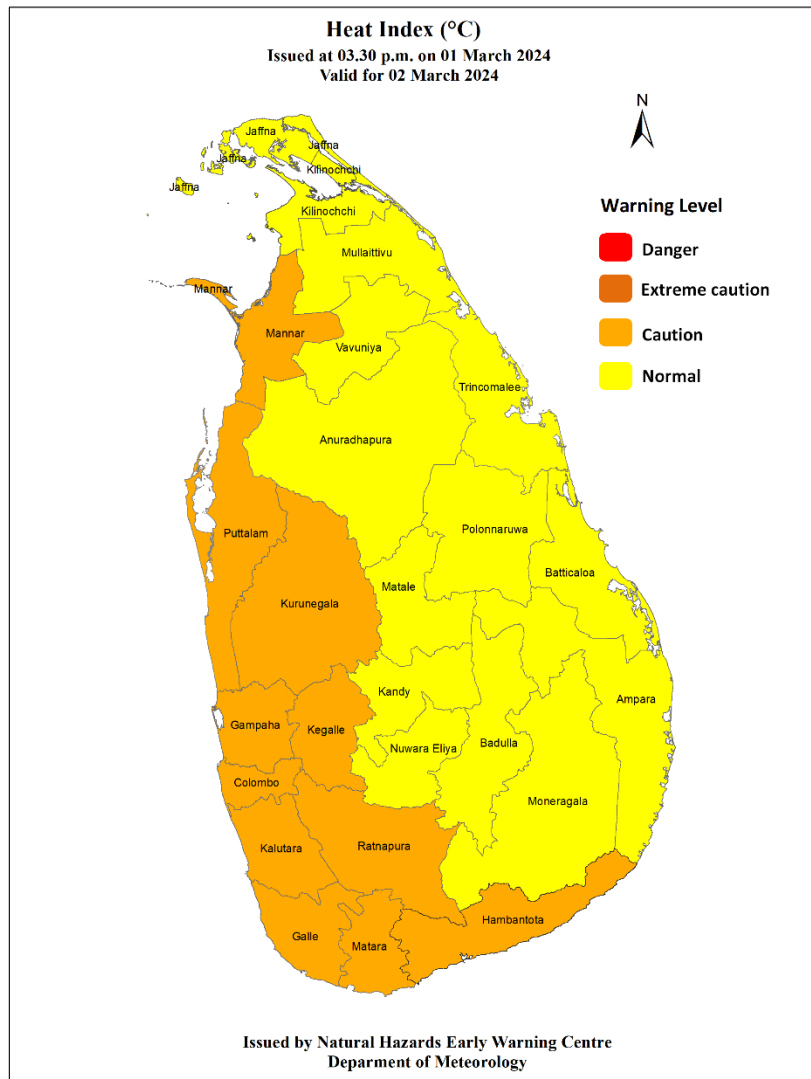 Heat Index (°C)
Issued at 03.30 p.m. on 01 March 2024
Valid for 02 March 2024
N
Warning Level
Danger
Extreme caution
Caution
Normal
Jaffna
Jaffna
Jaffna
Jaffna
Kilinochchi
Kilinochchi
Mullaittivu
Mannar
Mannar
Vavuniya
Trincomalee
Anuradhapura
Puttalam
Polonnaruwa
Batticaloa
Kurunegala
Matale
Kandy
Ampara
Gampaha
Kegalle
Nuwara Eliya
Badulla
Colombo
Moneragala
Kalutara
Ratnapura
Hambantota
Galle
Matara
Issued by Natural Hazards Early Warning Centre
Deparment of Meteorology